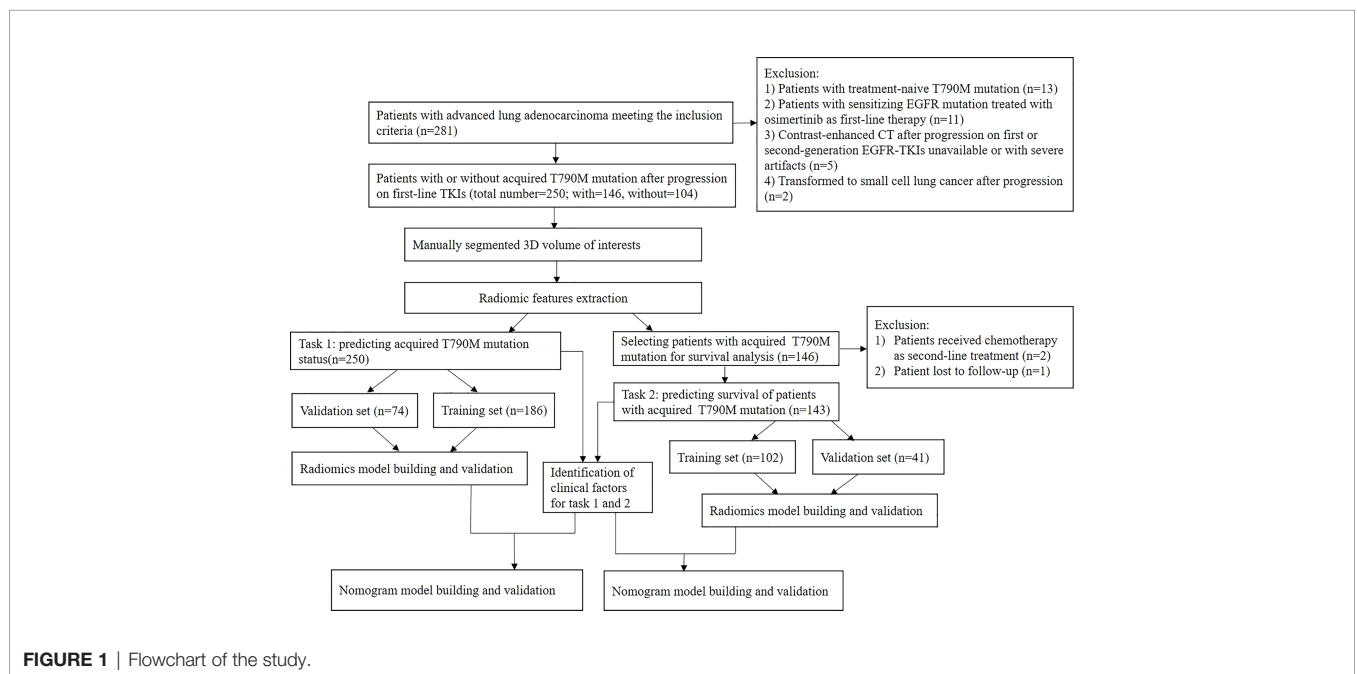 Patients with advanced lung adenocarcinoma meeting the inclusion
criteria (n=281)
Exclusion:
1) Patients with treatment-naive T790M mutation (n=13)
2) Patients with sensitizing EGFR mutation treated with
osimertinib as first-line therapy (n=11)
3) Contrast-enhanced CT after progression on first or
second-generation EGFR-TKIs unavailable or with severe
artifacts (n=5)
4) Transformed to small cell lung cancer after progression
(n=2)
Patients with or without acquired T790M mutation after progression
on first-line TKIs (total number=250; with=146, without=104)
Manually segmented 3D volume of interests
Radiomic features extraction
Task 1: predicting acquired T790M mutation
status(n=250)
Selecting patients with acquired T790M
mutation for survival analysis (n=146)
Exclusion:
1) Patients received chemotherapy
as second-line treatment (n=2)
2) Patient lost to follow-up (n=1)
Validation set (n=74)
Training set (n=186)
Task 2: predicting survival of patients
with acquired T790M mutation (n=143)
Radiomics model building and validation
Identification of
clinical factors
for task 1 and 2
Training set (n=102)
Validation set (n=41)
Radiomics model building and validation
Nomogram model building and validation
Nomogram model building and validation
FIGURE 1 | Flowchart of the study.